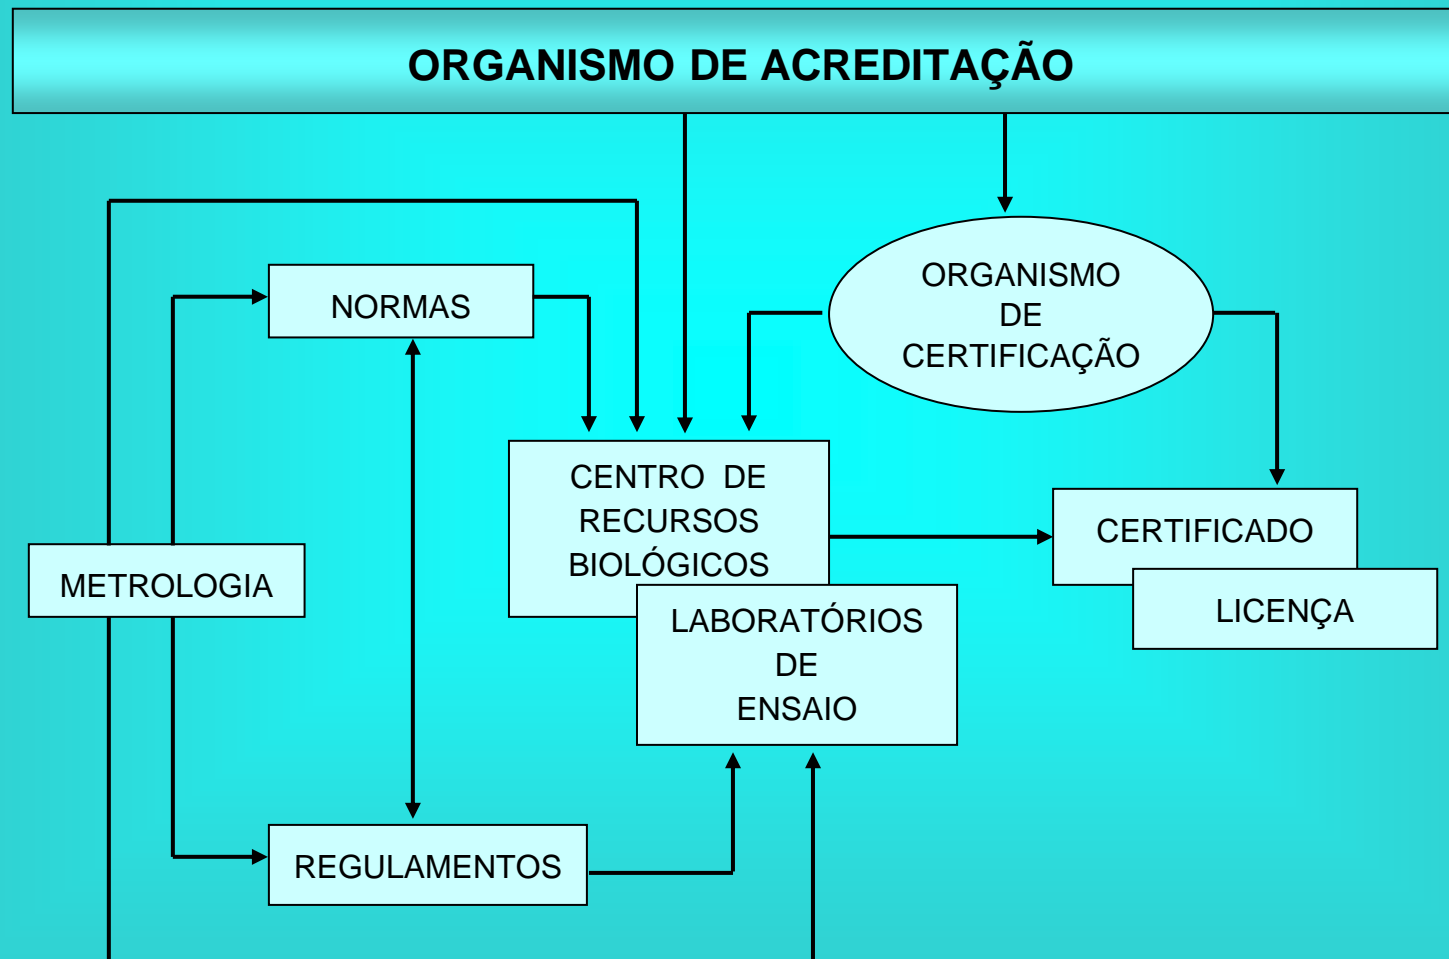 ORGANISMO DE ACREDITAÇÃO
ORGANISMO
DE
CERTIFICAÇÃO
NORMAS
CENTRO DE
RECURSOS
BIOLÓGICOS
CERTIFICADO
METROLOGIA
LICENÇA
LABORATÓRIOS
DE
ENSAIO
REGULAMENTOS